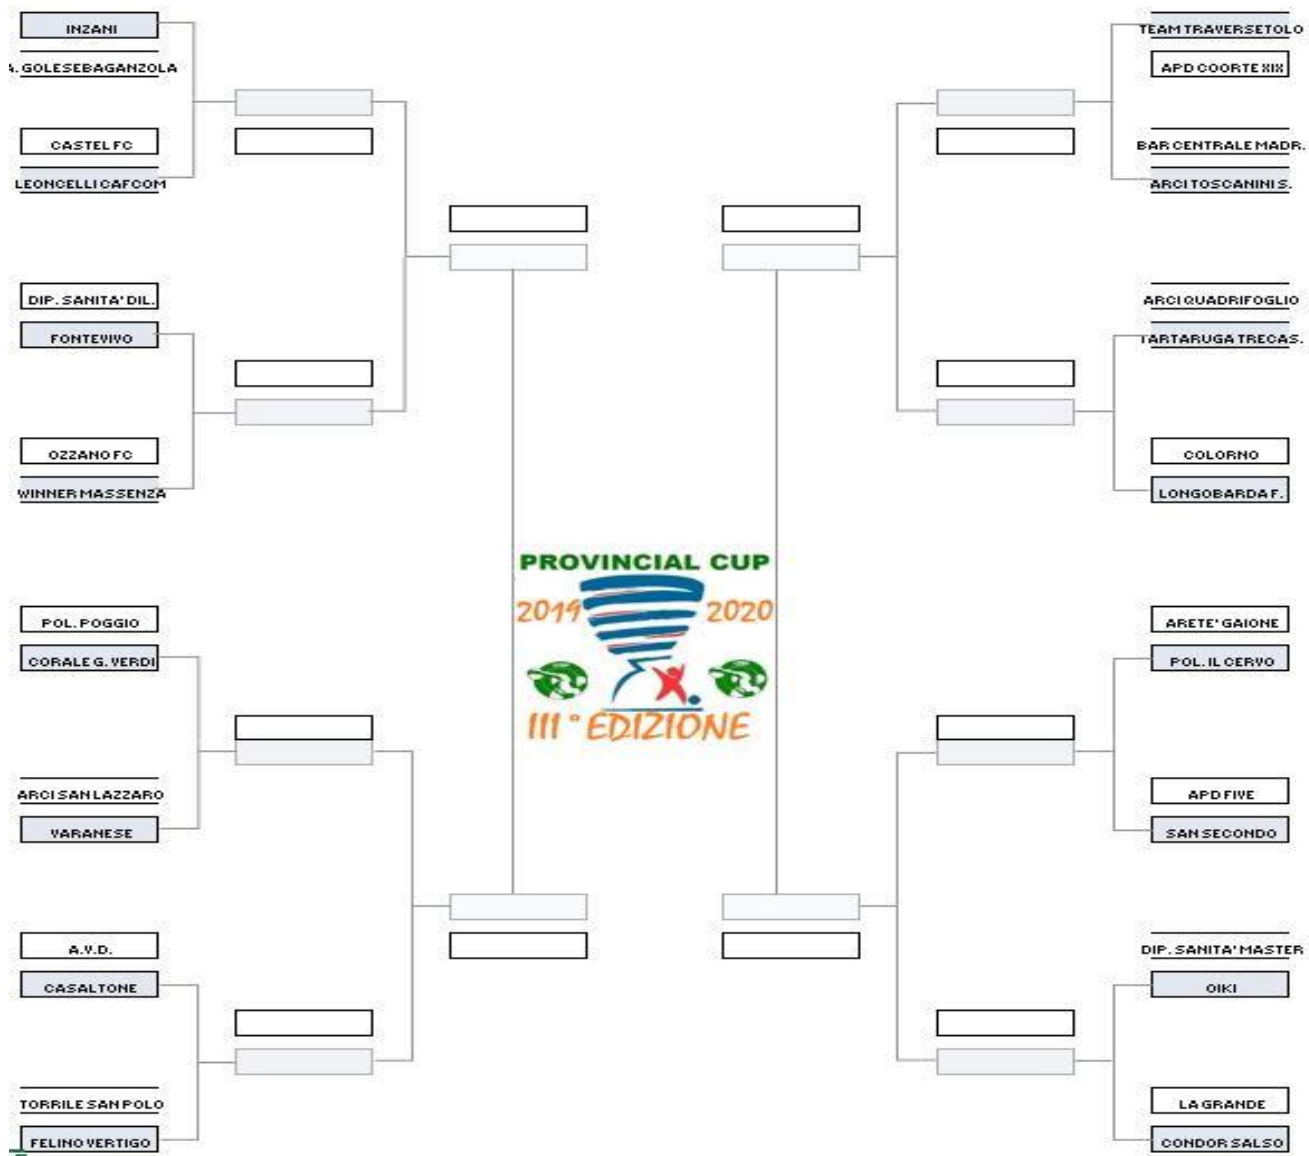 INZANI
A. GOLESE BAGANZOLA
CASTEL FC
LEONCELLI CAFCOM
DIP. SANITA' DIL.
FONTEVIVO
OZZANO FC
WINNER MASSENZA
POL. POGGIO
CORALE G. VERDI
ARCI SAN LAZZARO
VARANESE
A.V.D.
CASALTONE
TORRILE SAN POLO
FELINO VERTIGO
PROVINCIAL CUP
2019 2020
III° EDIZIONE
TEAM TRAVERSETOLO
APD COORTE XIX
BAR CENTRALE MADR.
ARCI TOSCANINI S.
ARCI QUADRIFOGLIO
TARTARUGA TRECAS.
COLORNO
LONGOBARDA F.
ARETE' GAIONE
POL. IL CERVO
APD FIVE
SAN SECONDO
DIP. SANITA' MASTER
OIKI
LA GRANDE
CONDOR SALSO